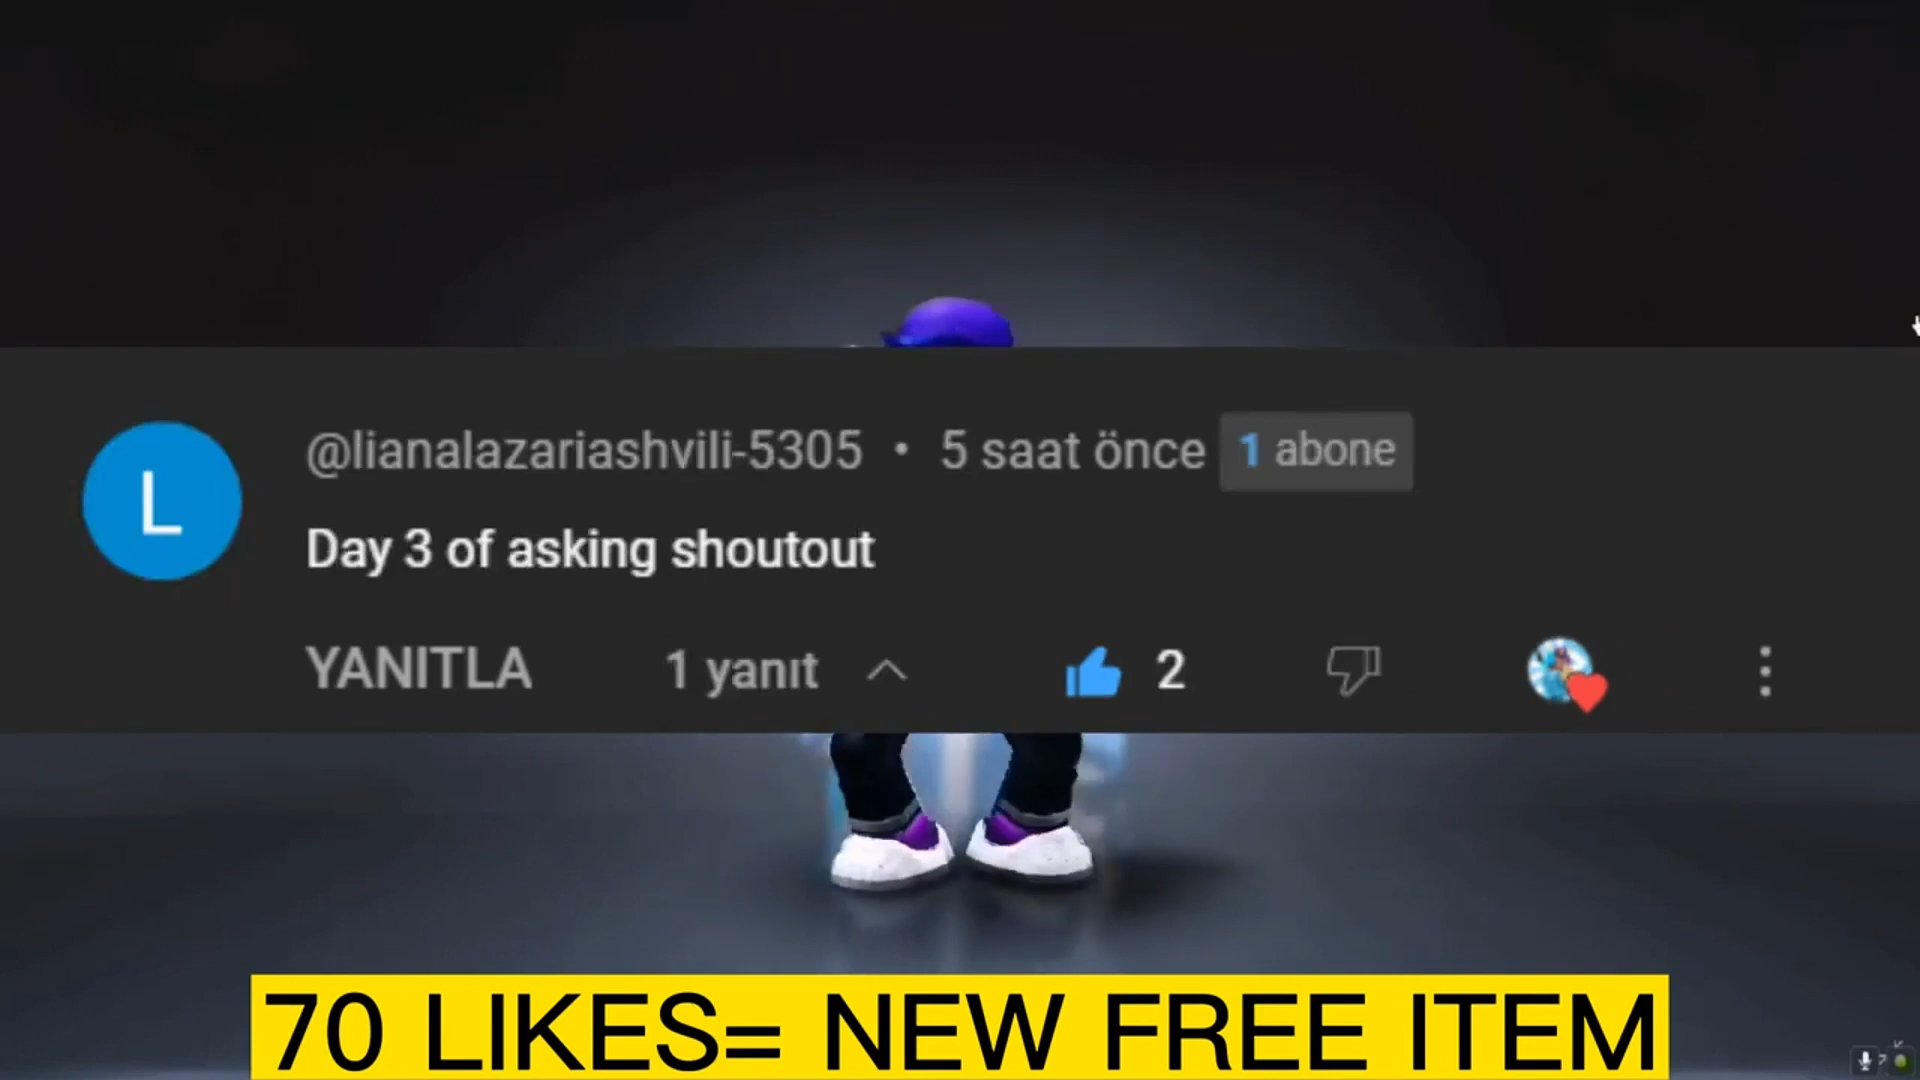 L
@lianalazariashvili-5305 • 5 saat önce 1 abone
Day 3 of asking shoutout
YANITLA 1 yanıt 2
70 LIKES= NEW FREE ITEM